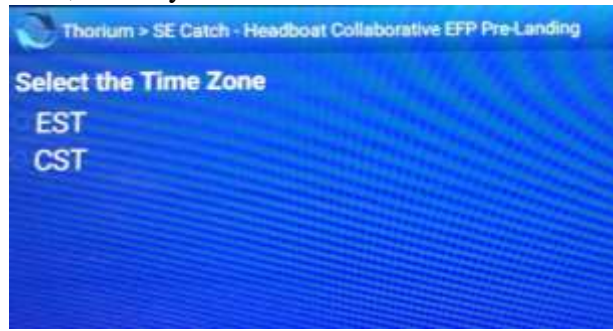 Thorium > SE Catch - Headboat Collaborative EFP Pre-Landing
Select the Time Zone
EST
CST